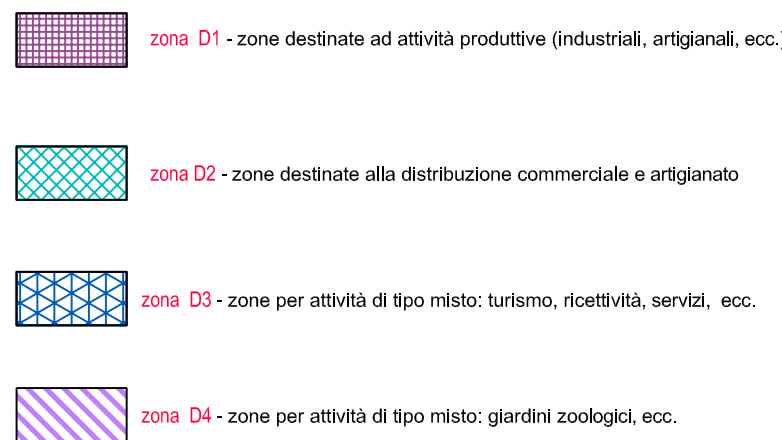 zona D1 - zone destinate ad attività produttive (industriali, artigianali, ecc.)
zona D2 - zone destinate alla distribuzione commerciale e artigianato
zona D3 - zone per attività di tipo misto: turismo, ricettività, servizi, ecc.
zona D4 - zone per attività di tipo misto: giardini zoologici, ecc.